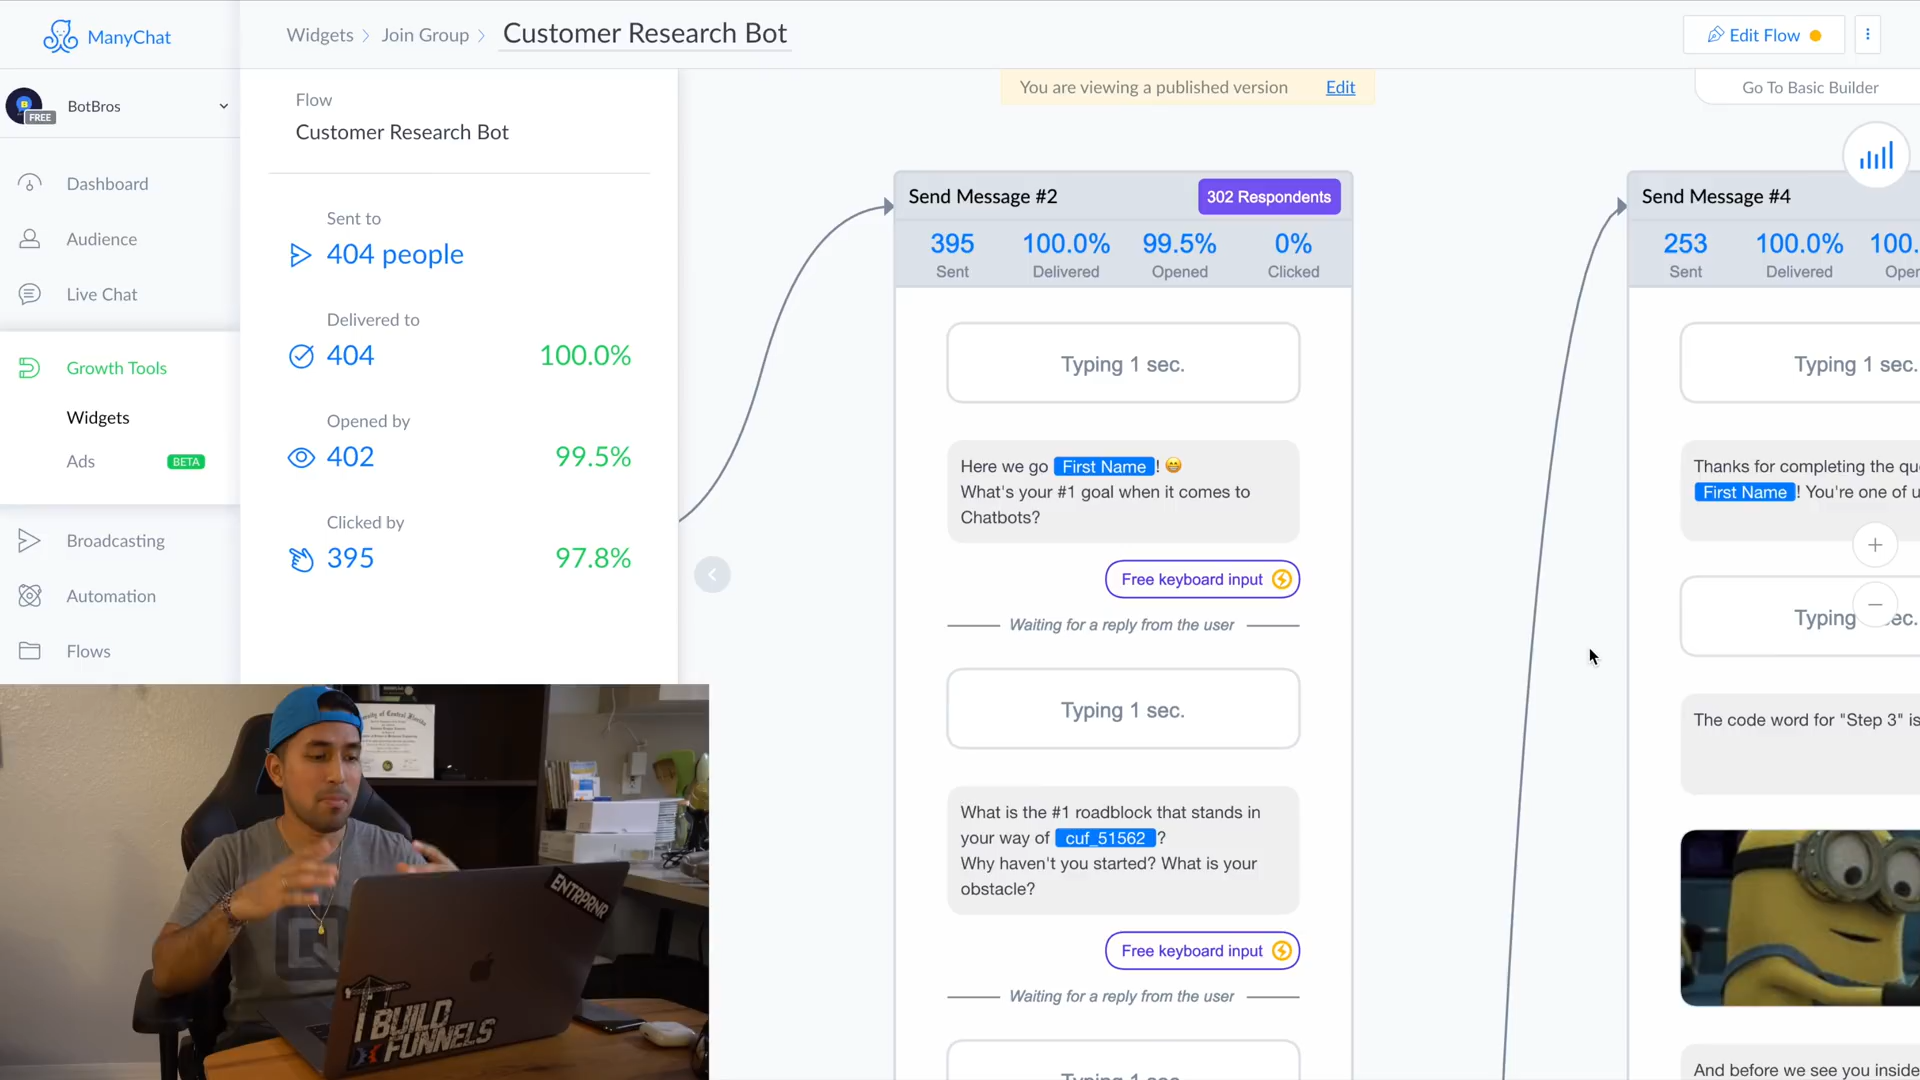 ManyChat
Widgets > Join Group > Customer Research Bot
Edit Flow
BotBros
FREE
Dashboard
Audience
Live Chat
Growth Tools
Widgets
Ads BETA
Broadcasting
Automation
Flows
Flow
Customer Research Bot
Sent to
404 people
Delivered to
404 100.0%
Opened by
402 99.5%
Clicked by
395 97.8%
You are viewing a published version Edit
Go To Basic Builder
Send Message #2 302 Respondents
395 100.0% 99.5% 0%
Sent Delivered Opened Clicked
Typing 1 sec.
Here we go First Name ! 😁
What's your #1 goal when it comes to
Chatbots?
Free keyboard input
Waiting for a reply from the user
Typing 1 sec.
What is the #1 roadblock that stands in
your way of cuf_51562 ?
Why haven't you started? What is your
obstacle?
Free keyboard input
Waiting for a reply from the user
Typing 1 sec.
Send Message #4
253 100.0% 100.
Sent Delivered Oper
Typing 1 sec.
Thanks for completing the qu
First Name ! You're one of u
Typing ec.
The code word for "Step 3" is
And before we see you inside
ENTRPRNR
I BUILD
FUNNELS